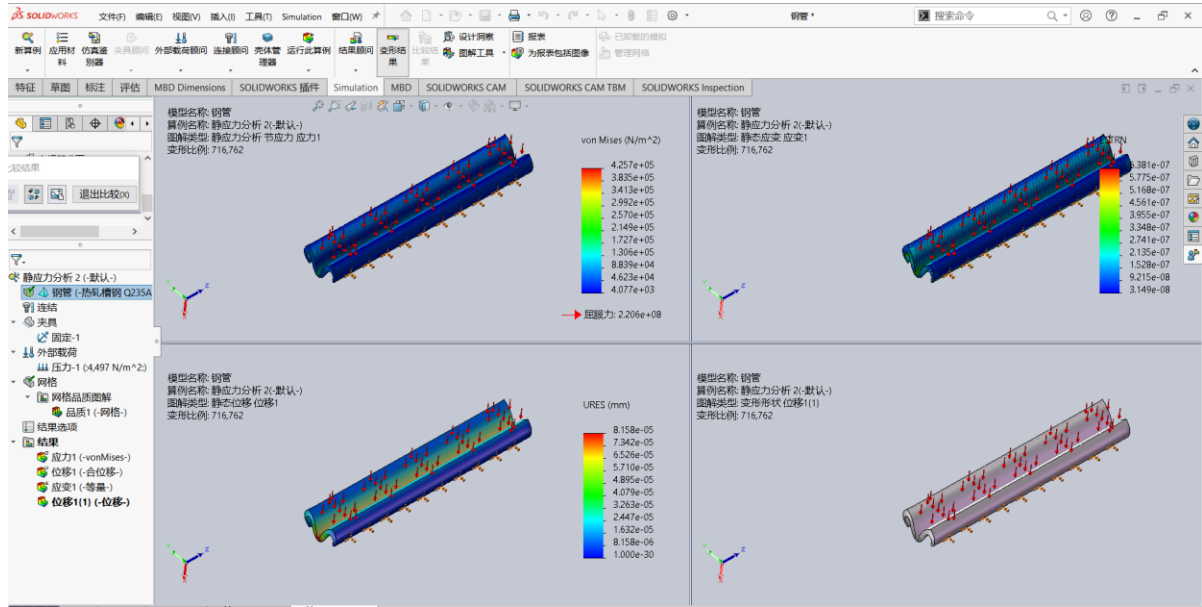 SOLIDWORKS 文件(F) 编辑(E) 视图(V) 插入(I) 工具(T) Simulation 窗口(W) 钢管 * 搜索命令
新算例 应用材料 仿真鉴别器 夹具顾问 外部载荷顾问 连接顾问 壳体管理器 运行此算例 结果顾问 变形结果 比较结果
设计洞察 报表 已卸载的模拟
图解工具 为报表包括图像 管理网络
特征 草图 标注 评估 MBD Dimensions SOLIDWORKS 插件 Simulation MBD SOLIDWORKS CAM SOLIDWORKS CAM TBM SOLIDWORKS Inspection
比较结果
退出比较(X)
静应力分析 2 (-默认-)
钢管 (-热轧槽钢 Q235A
连结
夹具
固定-1
外部载荷
压力-1 (:4,497 N/m^2:)
网格
网格品质图解
品质1 (-网格-)
结果选项
结果
应力1 (-vonMises-)
位移1 (-合位移-)
应变1 (-等量-)
位移1(1) (-位移-)
模型名称: 钢管
算例名称: 静应力分析 2(-默认-)
图解类型: 静应力分析 节应力 应力1
变形比例: 716,762
von Mises (N/m^2)
4.257e+05
3.835e+05
3.413e+05
2.992e+05
2.570e+05
2.149e+05
1.727e+05
1.306e+05
8.839e+04
4.623e+04
4.077e+03
屈服力: 2.206e+08
模型名称: 钢管
算例名称: 静应力分析 2(-默认-)
图解类型: 静态应变 应变1
变形比例: 716,762
6.381e-07
5.775e-07
5.168e-07
4.561e-07
3.955e-07
3.348e-07
2.741e-07
2.135e-07
1.528e-07
9.215e-08
3.149e-08
模型名称: 钢管
算例名称: 静应力分析 2(-默认-)
图解类型: 静态位移 位移1
变形比例: 716,762
URES (mm)
8.158e-05
7.342e-05
6.526e-05
5.710e-05
4.895e-05
4.079e-05
3.263e-05
2.447e-05
1.632e-05
8.158e-06
1.000e-30
模型名称: 钢管
算例名称: 静应力分析 2(-默认-)
图解类型: 变形形状 位移1(1)
变形比例: 716,762